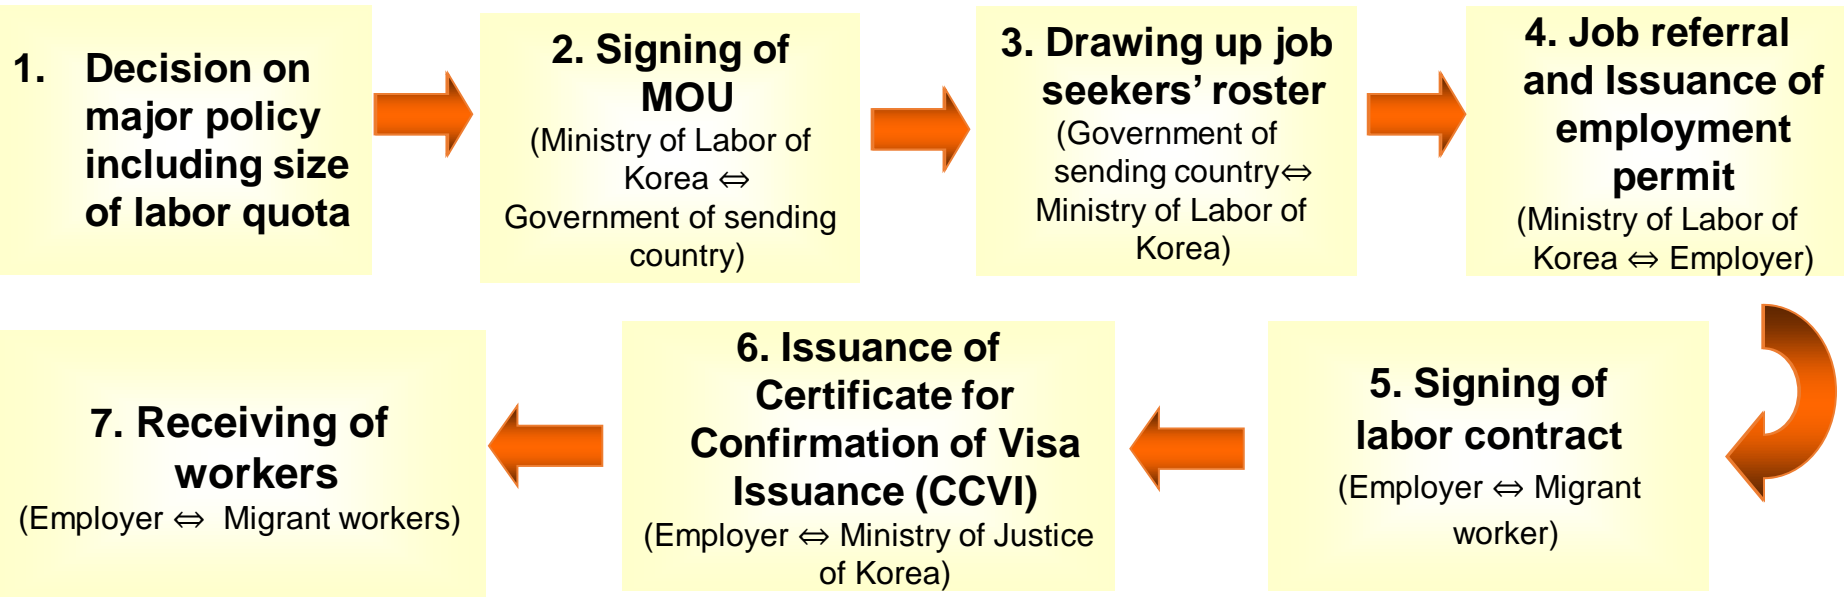 1. Decision on
major policy
including size
of labor quota
2. Signing of
MOU
(Ministry of Labor of
Korea ⇔
Government of sending
country)
3. Drawing up job
seekers’ roster
(Government of
sending country⇔
Ministry of Labor of
Korea)
4. Job referral
and Issuance of
employment
permit
(Ministry of Labor of
Korea ⇔ Employer)
5. Signing of
labor contract
(Employer ⇔ Migrant
worker)
6. Issuance of
Certificate for
Confirmation of Visa
Issuance (CCVI)
(Employer ⇔ Ministry of Justice
of Korea)
7. Receiving of
workers
(Employer ⇔ Migrant workers)